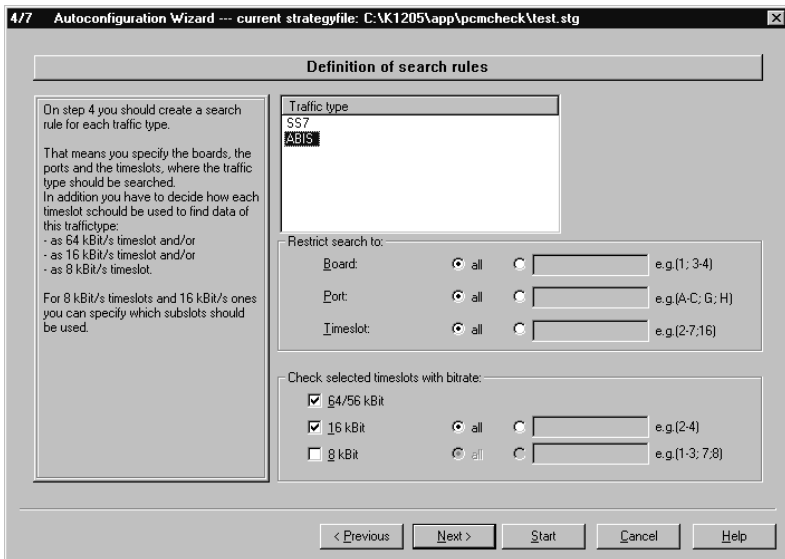 4/7 Autoconfiguration Wizard --- current strategyfile: C:\K1205\app\pcmcheck\test.stg
Definition of search rules
On step 4 you should create a search
rule for each traffic type.
That means you specify the boards, the
ports and the timeslots, where the traffic
type should be searched.
In addition you have to decide how each
timeslot schould be used to find data of
this traffictype:
- as 64 kBit/s timeslot and/or
- as 16 kBit/s timeslot and/or
- as 8 kBit/s timeslot.
For 8 kBit/s timeslots and 16 kBit/s ones
you can specify which subslots should
be used.
Traffic type
SS7
ABIS
Restrict search to:
Board: all e.g.(1; 3-4)
Port: all e.g.(A-C; G; H)
Timeslot: all e.g.(2-7;16)
Check selected timeslots with bitrate:
64/56 kBit
16 kBit all e.g.(2-4)
8 kBit all e.g.(1-3; 7;8)
< Previous Next > Start Cancel Help